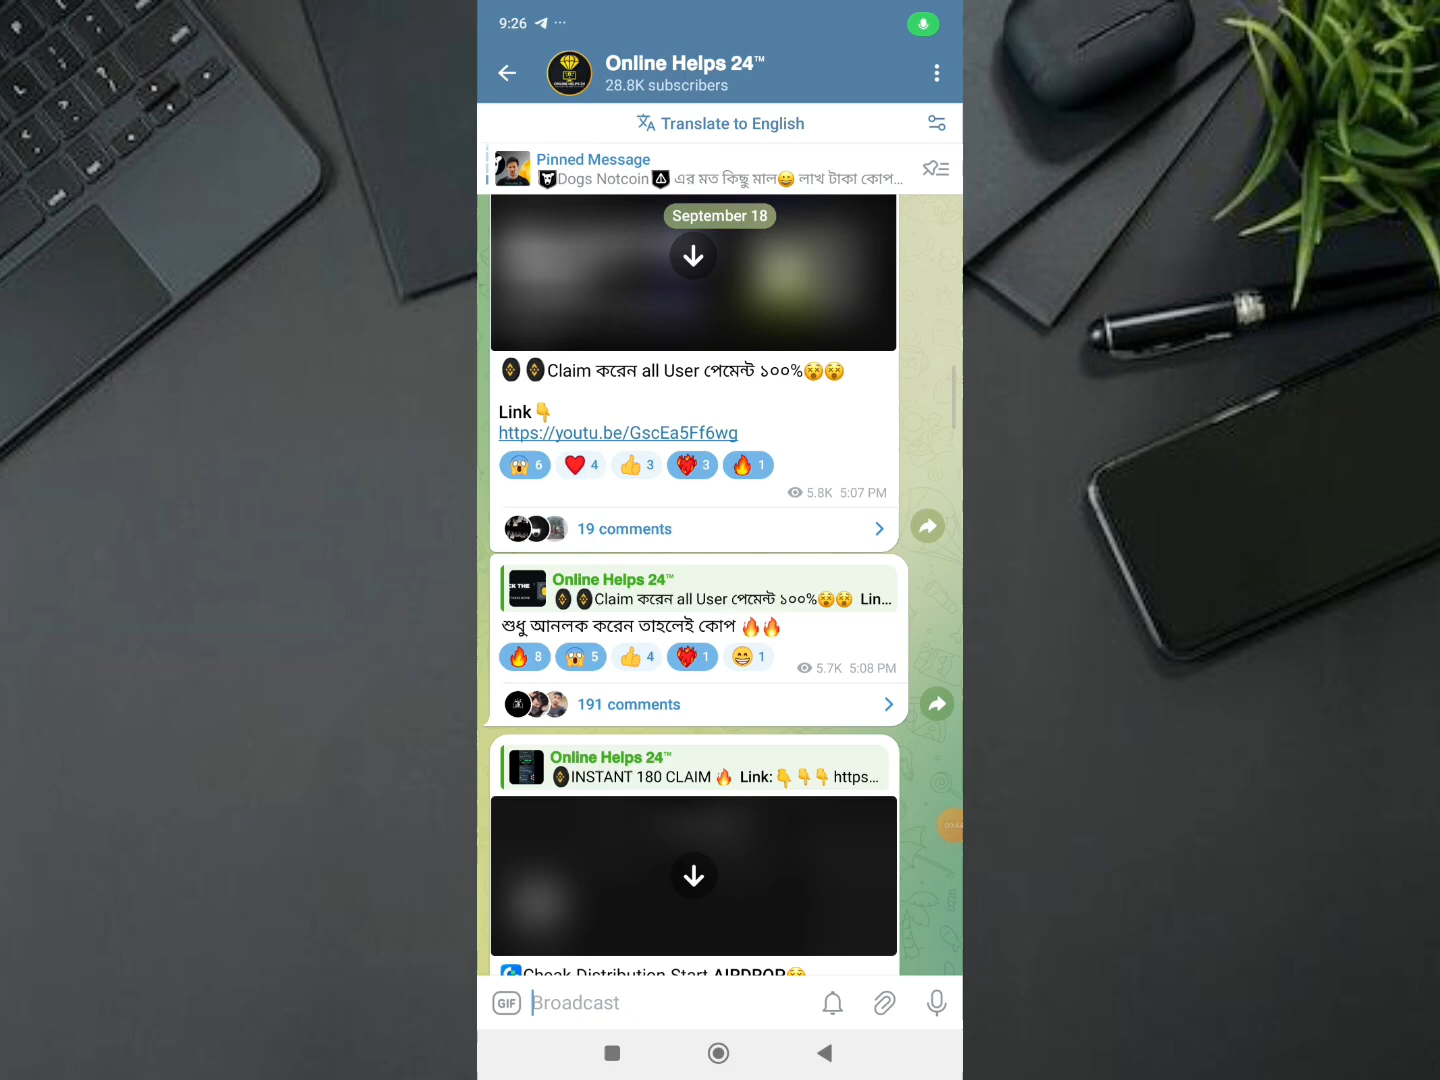 9:26
Online Helps 24™
28.8K subscribers
Translate to English
Pinned Message
Dogs Notcoin এর মত কিছু মাল😀 লাখ টাকা কোপ...
September 18
Claim করেন all User পেমেন্ট ১০০%😵😵
Link👇
https://youtu.be/GscEa5Ff6wg
😱 6 ❤️ 4 👍 3 ❤️‍🔥 3 🔥 1
5.8K 5:07 PM
19 comments
CK THE
Online Helps 24™
Claim করেন all User পেমেন্ট ১০০%😵😵 Lin...
শুধু আনলক করেন তাহলেই কোপ 🔥🔥
🔥 8 😱 5 👍 4 ❤️‍🔥 1 😁 1
5.7K 5:08 PM
191 comments
Online Helps 24™
INSTANT 180 CLAIM 🔥 Link:👇👇👇 https...
Cheak Distribution Start AIRDROP😵
GIF
Broadcast